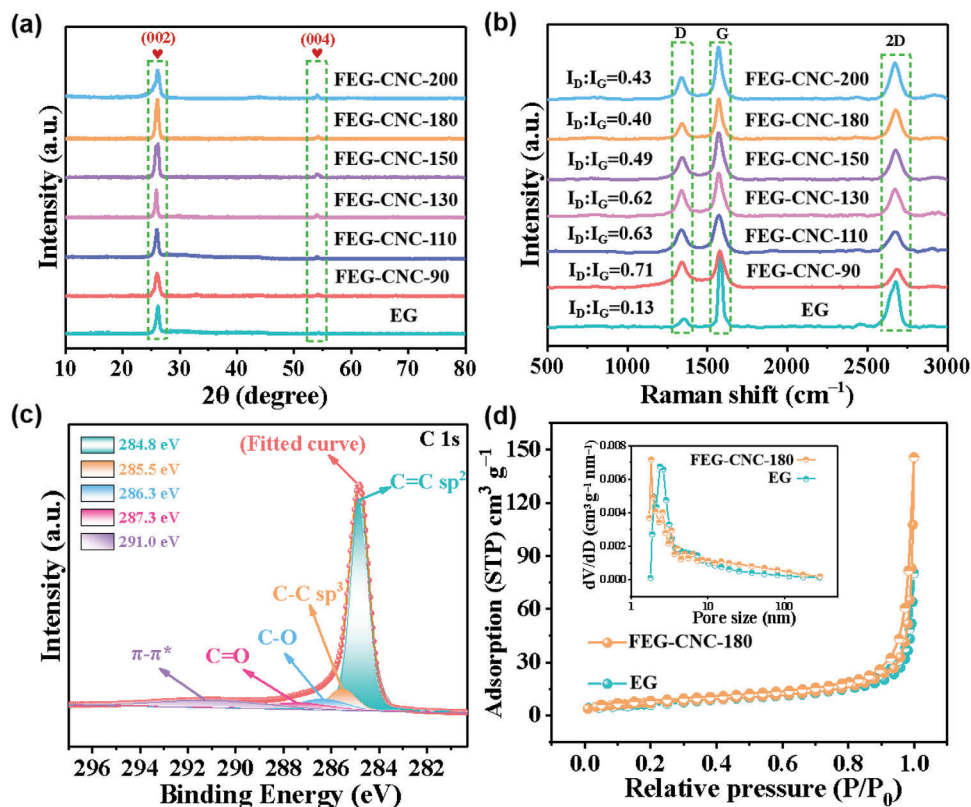 (a)
(002)
(004)
FEG-CNC-200
FEG-CNC-180
FEG-CNC-150
FEG-CNC-130
FEG-CNC-110
FEG-CNC-90
EG
Intensity (a.u.)
10 20 30 40 50 60 70 80
2θ (degree)
(b)
D G 2D
I_D:I_G=0.43 FEG-CNC-200
I_D:I_G=0.40 FEG-CNC-180
I_D:I_G=0.49 FEG-CNC-150
I_D:I_G=0.62 FEG-CNC-130
I_D:I_G=0.63 FEG-CNC-110
I_D:I_G=0.71 FEG-CNC-90
I_D:I_G=0.13 EG
Intensity (a.u.)
500 1000 1500 2000 2500 3000
Raman shift (cm⁻¹)
(c)
C 1s
284.8 eV
285.5 eV
286.3 eV
287.3 eV
291.0 eV
(Fitted curve)
C=C sp²
C-C sp³
C-O
C=O
π-π*
Intensity (a.u.)
296 294 292 290 288 286 284 282
Binding Energy (eV)
(d)
150
120
90
60
30
0
Adsorption (STP) cm³ g⁻¹
0.008
0.006
0.004
0.002
0.000
dV/dD (cm³ g⁻¹ nm⁻¹)
FEG-CNC-180
EG
1 10 100
Pore size (nm)
FEG-CNC-180
EG
0.0 0.2 0.4 0.6 0.8 1.0
Relative pressure (P/P₀)